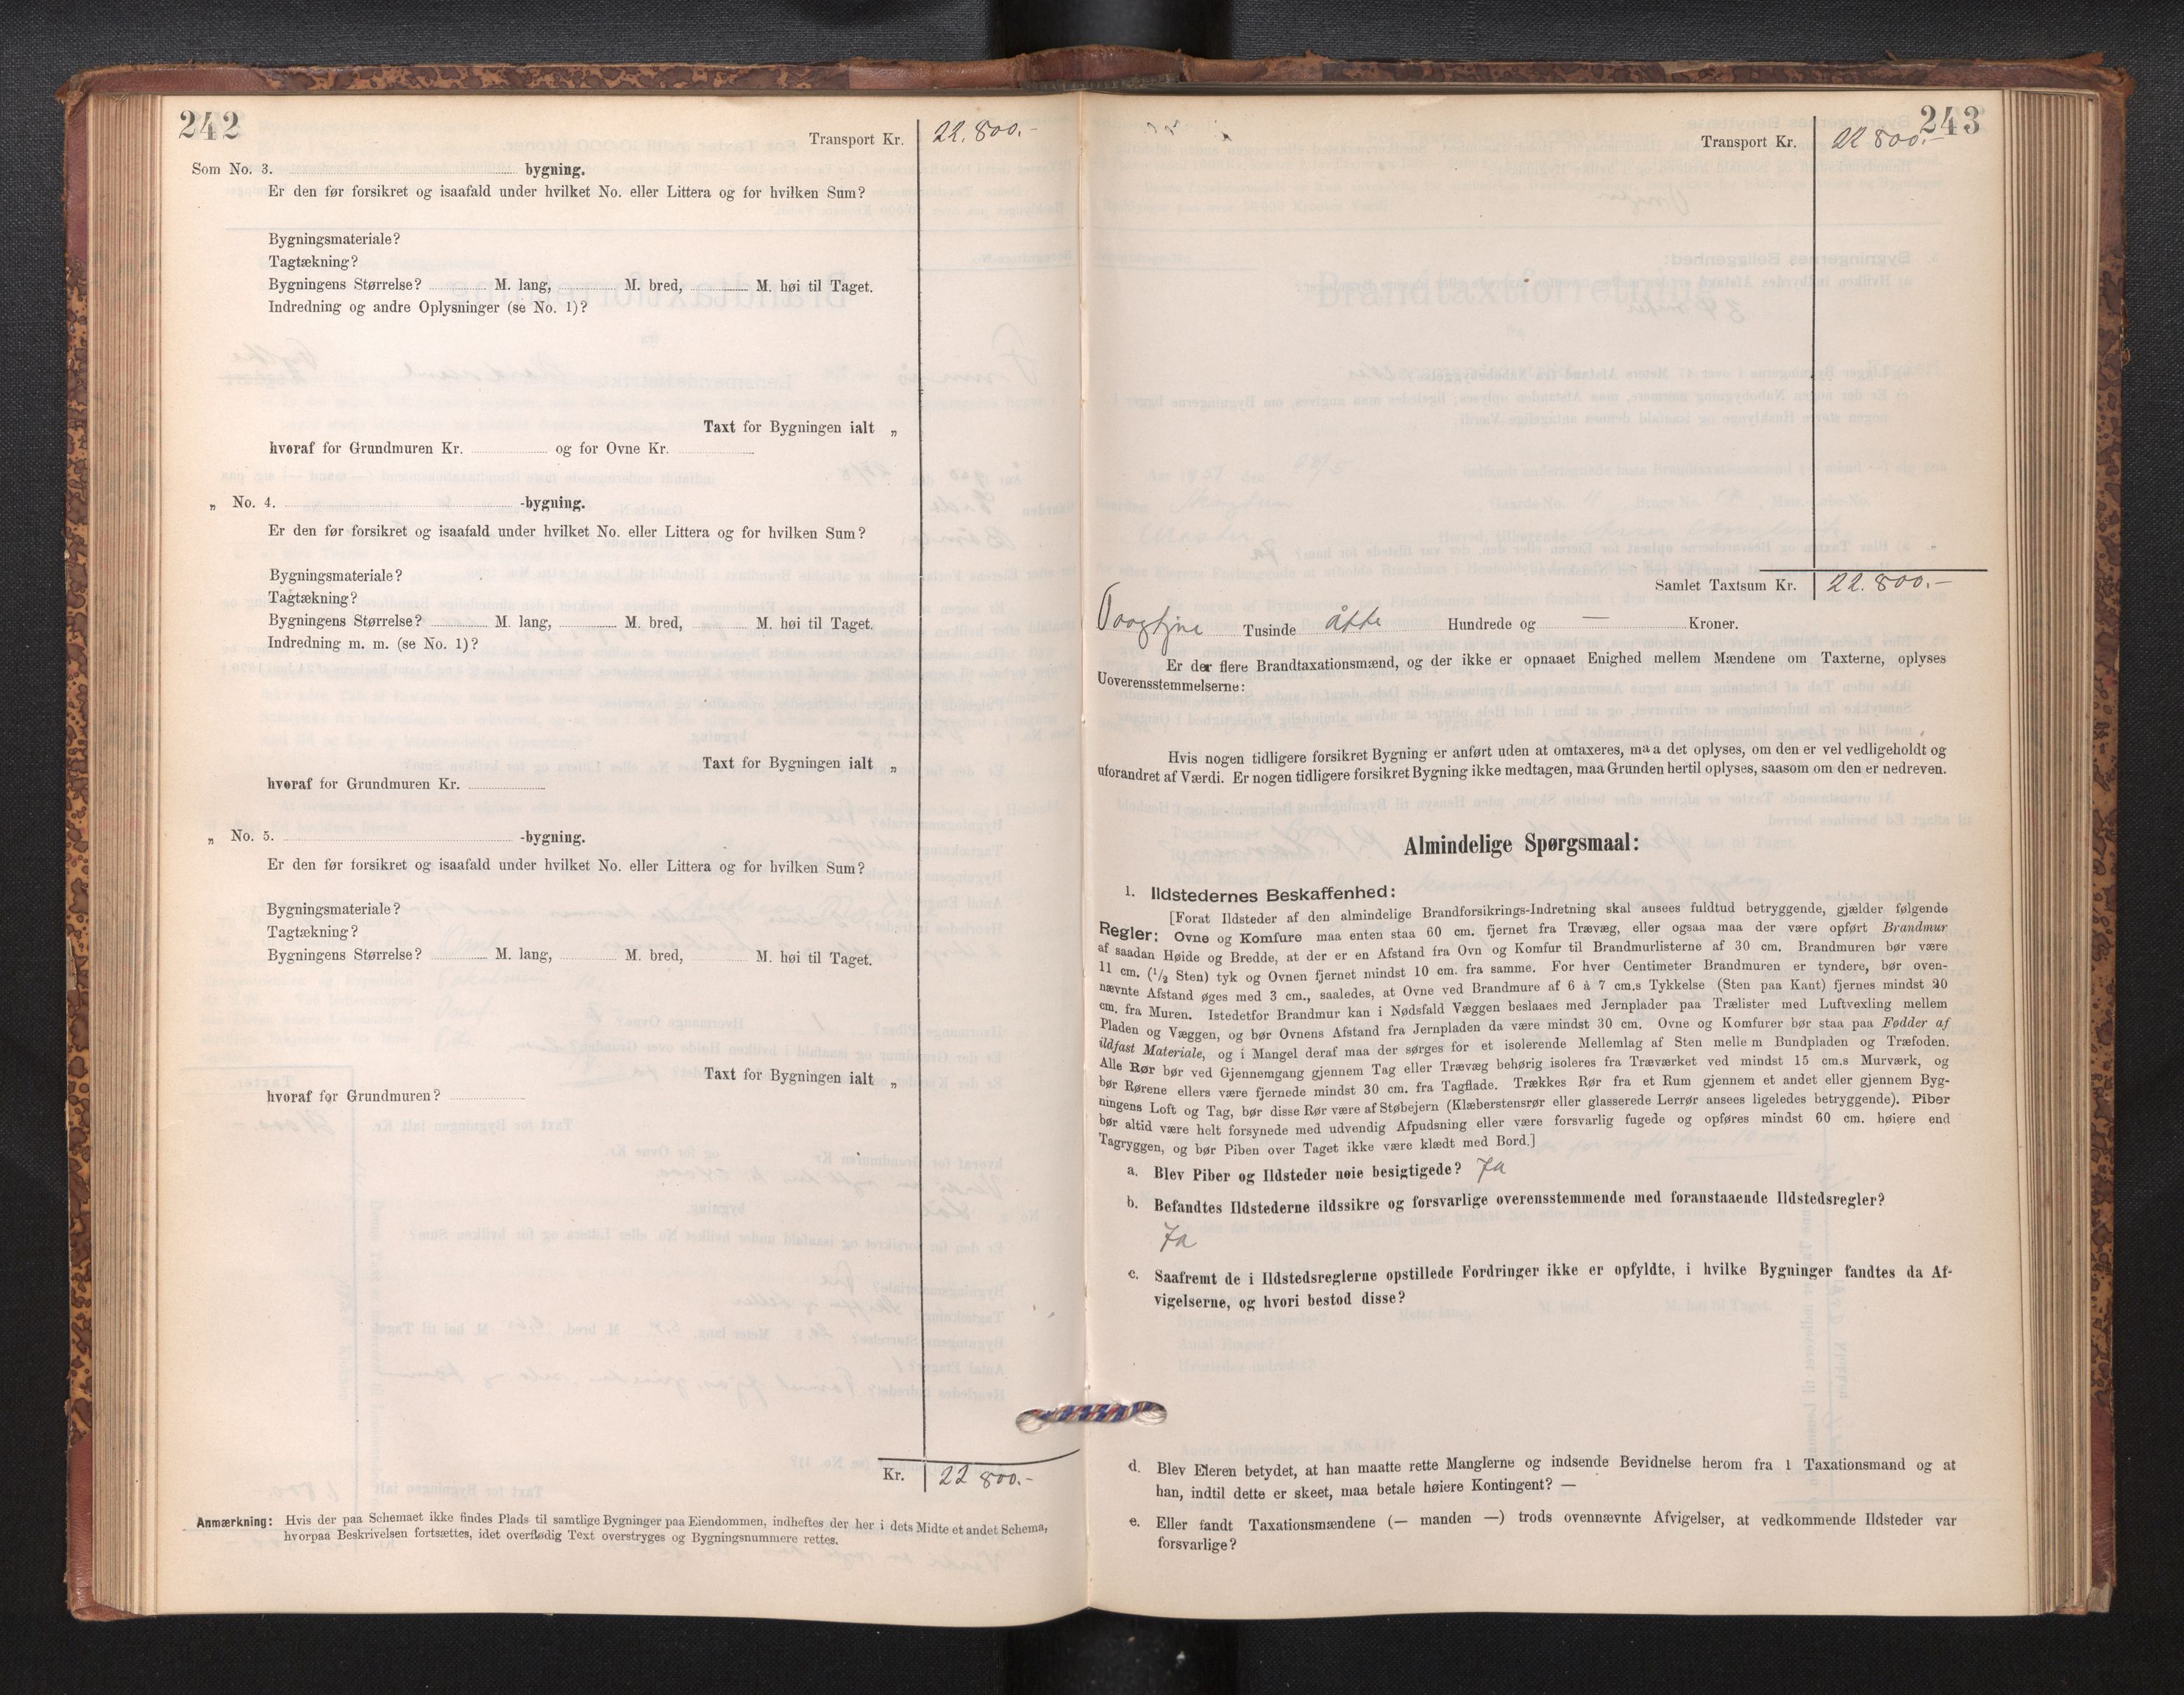 242
Transport Kr. 22.800.-
Som No. 3. bygning.
Er den før forsikret og isaafald under hvilket No. eller Littera og for hvilken Sum?
Bygningsmateriale?
Tagtækning?
Bygningens Størrelse? M. lang, M. bred, M. høi til Taget.
Indredning og andre Oplysninger (se No. 1)?
Taxt for Bygningen ialt „
hvoraf for Grundmuren Kr. og for Ovne Kr.
„ No. 4. -bygning.
Er den før forsikret og isaafald under hvilket No. eller Littera og for hvilken Sum?
Bygningsmateriale?
Tagtækning?
Bygningens Størrelse? M. lang, M. bred, M. høi til Taget.
Indredning m. m. (se No. 1)?
Taxt for Bygningen ialt „
hvoraf for Grundmuren Kr.
„ No. 5. -bygning.
Er den før forsikret og isaafald under hvilket No. eller Littera og for hvilken Sum?
Bygningsmateriale?
Tagtækning?
Bygningens Størrelse? M. lang, M. bred, M. høi til Taget.
Taxt for Bygningen ialt „
hvoraf for Grundmuren?
Kr. 22 800.-
Anmærkning: Hvis der paa Schemaet ikke findes Plads til samtlige Bygninger paa Eiendommen, indheftes der her i dets Midte et andet Schema,
hvorpaa Beskrivelsen fortsættes, idet overflødig Text overstryges og Bygningsnummere rettes.
243
Transport Kr. 22 800.-
Samlet Taxtsum Kr. 22.800.-
Tusinde åtte Hundrede og — Kroner.
Er der flere Brandtaxationsmænd, og der ikke er opnaaet Enighed mellem Mændene om Taxterne, oplyses
Uoverensstemmelserne:
Hvis nogen tidligere forsikret Bygning er anført uden at omtaxeres, maa det oplyses, om den er vel vedligeholdt og
uforandret af Værdi. Er nogen tidligere forsikret Bygning ikke medtagen, maa Grunden hertil oplyses, saasom om den er nedreven.
Almindelige Spørgsmaal:
1. Ildstedernes Beskaffenhed:
[Forat Ildsteder af den almindelige Brandforsikrings-Indretning skal ansees fuldtud betryggende, gjælder følgende
Regler: Ovne og Komfure maa enten staa 60 cm. fjernet fra Trævæg, eller ogsaa maa der være opført Brandmur
af saadan Høide og Bredde, at der er en Afstand fra Ovn og Komfur til Brandmurlisterne af 30 cm. Brandmuren bør være
11 cm. (1/2 Sten) tyk og Ovnen fjernet mindst 10 cm. fra samme. For hver Centimeter Brandmuren er tyndere, bør oven-
nævnte Afstand øges med 3 cm., saaledes, at Ovne ved Brandmure af 6 à 7 cm.s Tykkelse (Sten paa Kant) fjernes mindst 20
cm. fra Muren. Istedetfor Brandmur kan i Nødsfald Væggen beslaaes med Jernplader paa Trælister med Luftvexling mellem
Pladen og Væggen, og bør Ovnens Afstand fra Jernpladen da være mindst 30 cm. Ovne og Komfurer bør staa paa Fødder af
ildfast Materiale, og i Mangel deraf maa der sørges for et isolerende Mellemlag af Sten mellem Bundpladen og Træfoden.
Alle Rør bør ved Gjennemgang gjennem Tag eller Trævæg behørig isoleres fra Træværket ved mindst 15 cm.s Murværk, og
bør Rørene ellers være fjernede mindst 30 cm. fra Tagflade. Trækkes Rør fra et Rum gjennem et andet eller gjennem Byg-
ningens Loft og Tag, bør disse Rør være af Støbejern (Klæberstensrør eller glasserede Lerrør ansees ligeledes betryggende). Piber
bør altid være helt forsynede med udvendig Afpudsning eller være forsvarlig fugede og opføres mindst 60 cm. høiere end
Tagryggen, og bør Piben over Taget ikke være klædt med Bord.]
a. Blev Piber og Ildsteder nøie besigtigede? Ja
b. Befandtes Ildstederne ildssikre og forsvarlige overensstemmende med foranstaaende Ildstedsregler?
Ja
c. Saafremt de i Ildstedsreglerne opstillede Fordringer ikke er opfyldte, i hvilke Bygninger fandtes da Af-
vigelserne, og hvori bestod disse?
d. Blev Eieren betydet, at han maatte rette Manglerne og indsende Bevidnelse herom fra 1 Taxationsmand og at
han, indtil dette er skeet, maa betale høiere Kontingent? —
e. Eller fandt Taxationsmændene (— manden —) trods ovennævnte Afvigelser, at vedkommende Ildsteder var
forsvarlige?